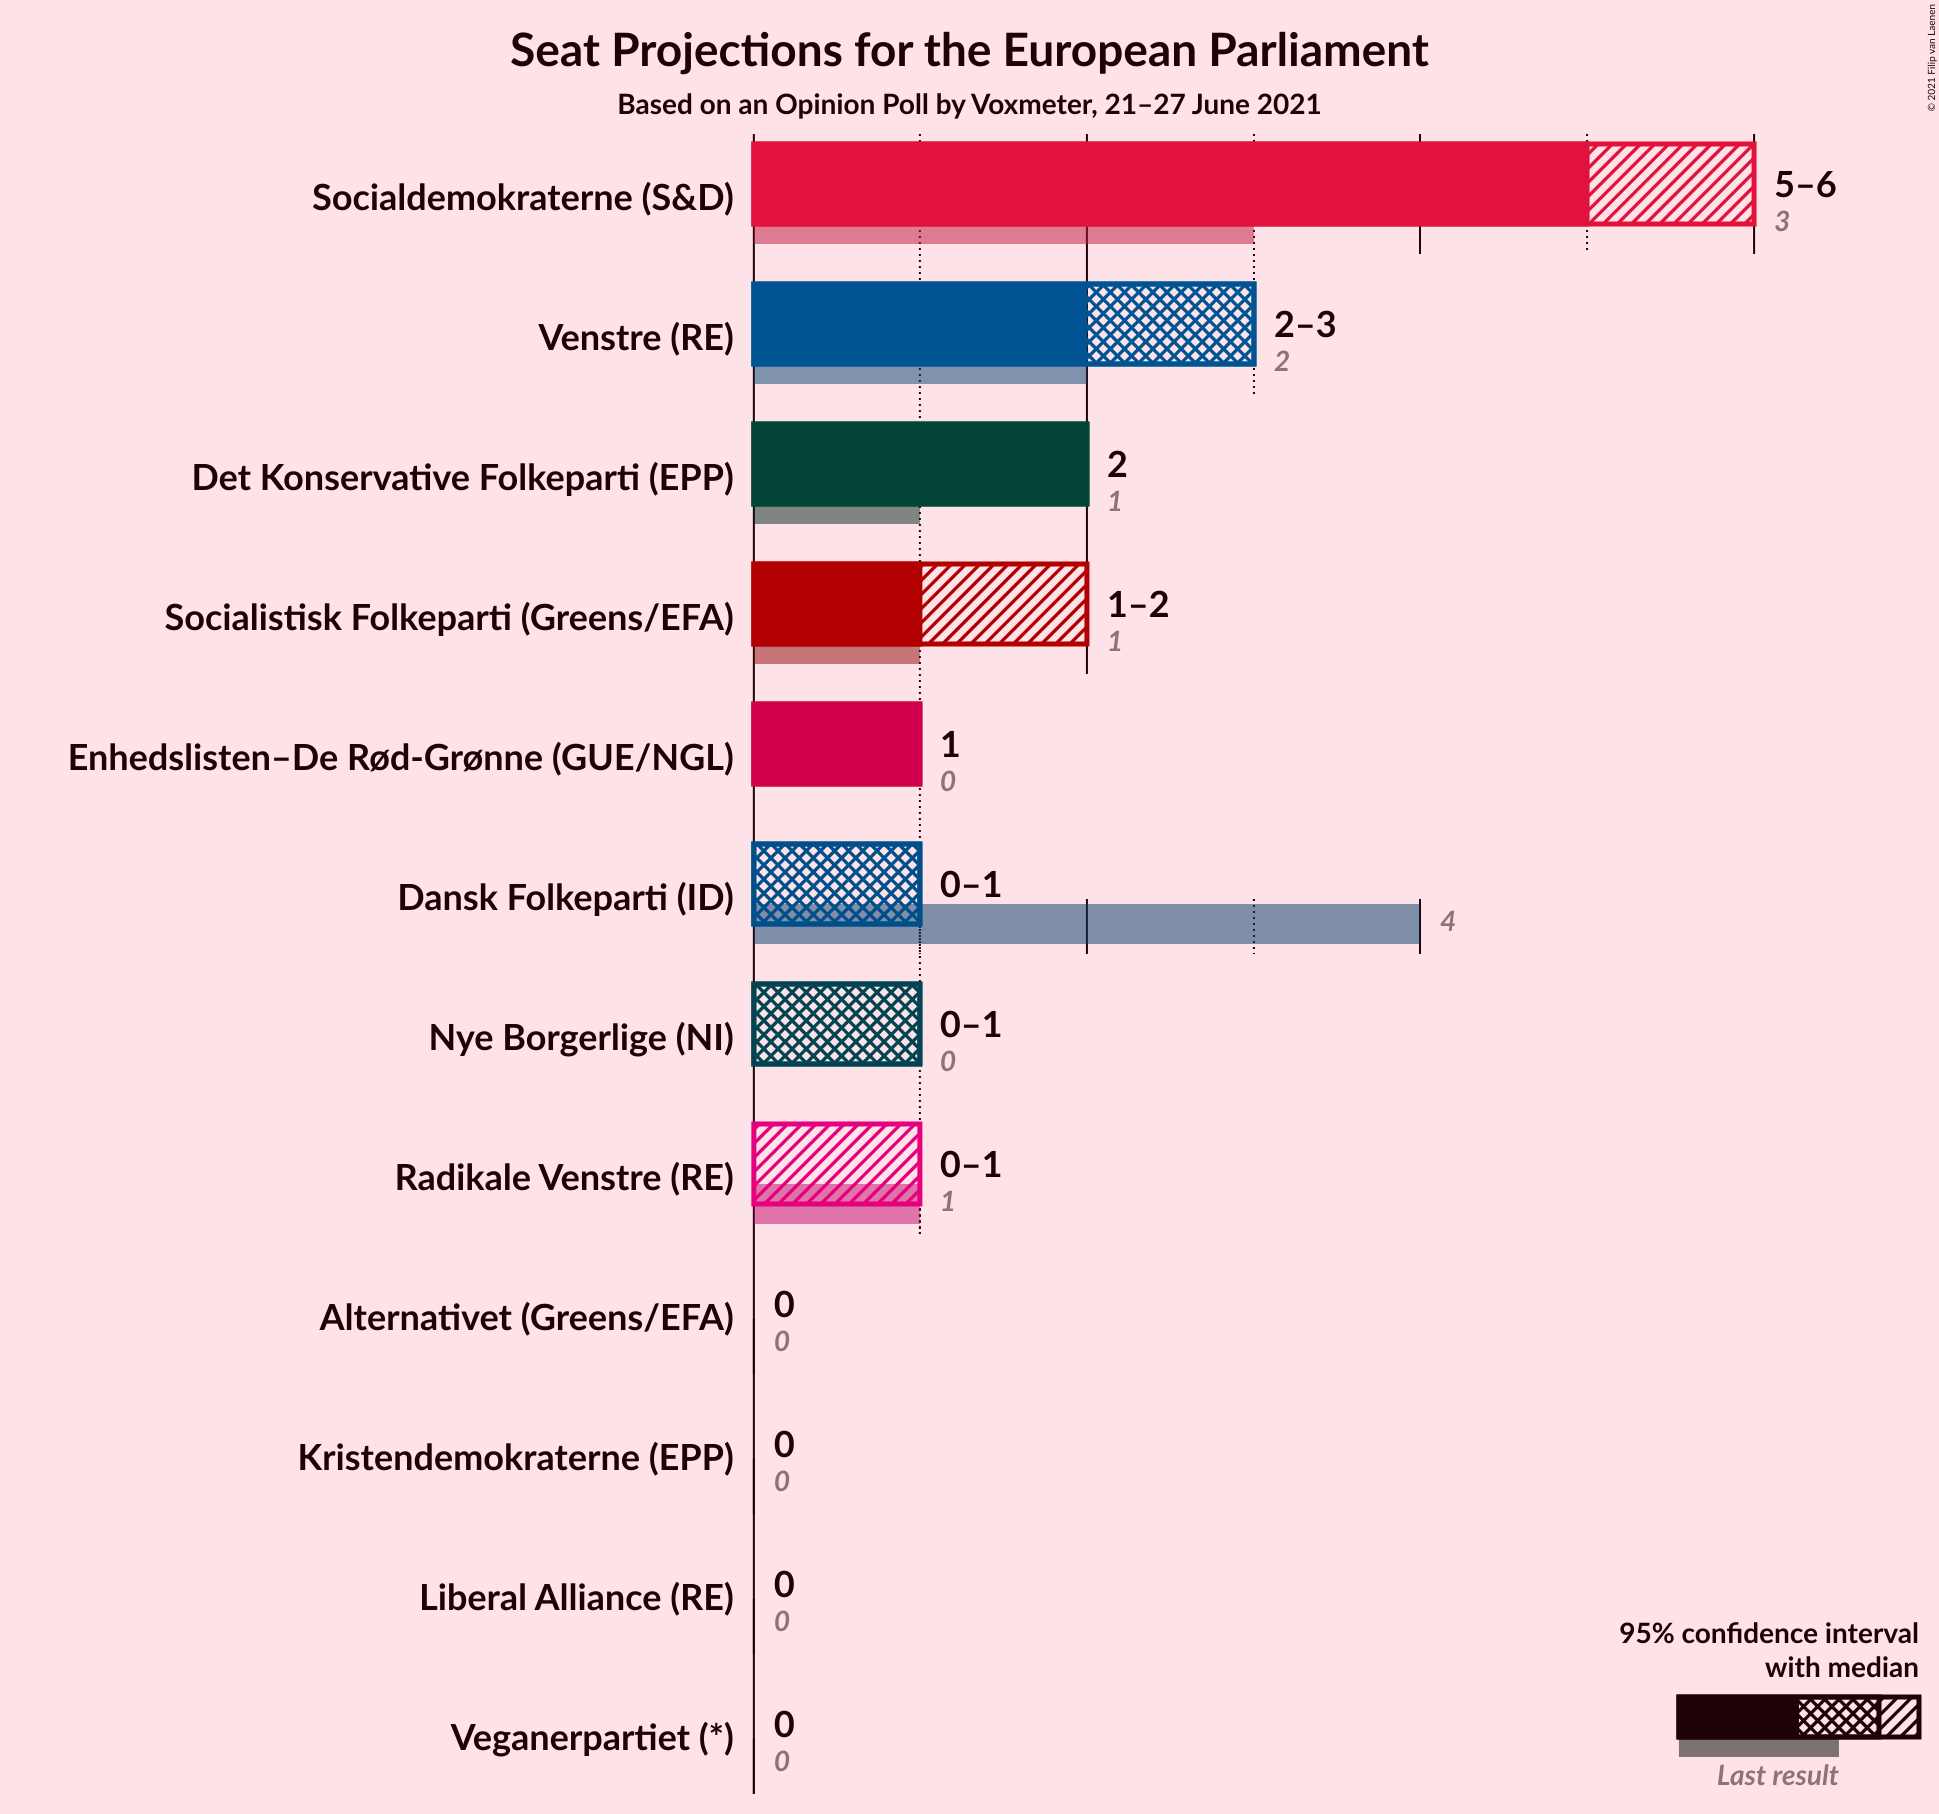 Seat Projections for the European Parliament
Based on an Opinion Poll by Voxmeter, 21–27 June 2021
© 2021 Filip van Laenen
Socialdemokraterne (S&D)
5–6
3
Venstre (RE)
2–3
2
Det Konservative Folkeparti (EPP)
2
1
Socialistisk Folkeparti (Greens/EFA)
1–2
1
Enhedslisten–De Rød-Grønne (GUE/NGL)
1
0
Dansk Folkeparti (ID)
0–1
4
Nye Borgerlige (NI)
0–1
0
Radikale Venstre (RE)
0–1
1
Alternativet (Greens/EFA)
0
0
Kristendemokraterne (EPP)
0
0
Liberal Alliance (RE)
0
0
Veganerpartiet (*)
0
0
95% confidence interval
with median
Last result